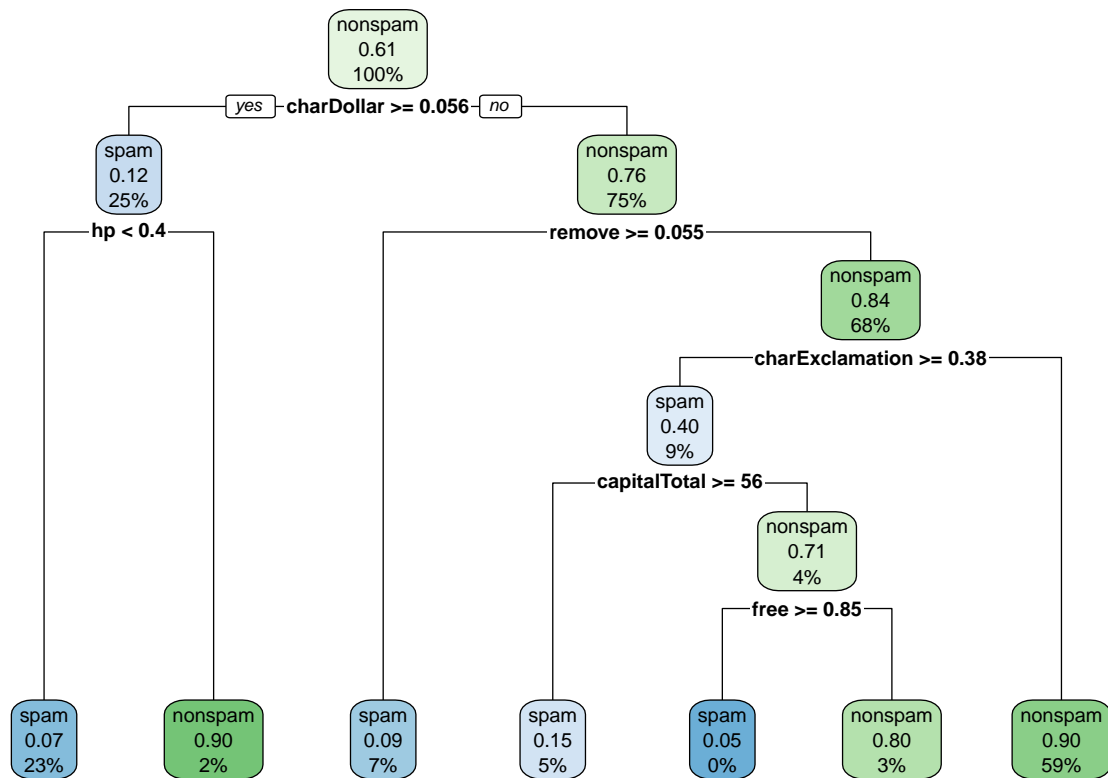 nonspam
0.61
100%
yes charDollar >= 0.056 no
spam
0.12
25%
nonspam
0.76
75%
hp < 0.4
remove >= 0.055
nonspam
0.84
68%
charExclamation >= 0.38
spam
0.40
9%
capitalTotal >= 56
nonspam
0.71
4%
free >= 0.85
spam
0.07
23%
nonspam
0.90
2%
spam
0.09
7%
spam
0.15
5%
spam
0.05
0%
nonspam
0.80
3%
nonspam
0.90
59%